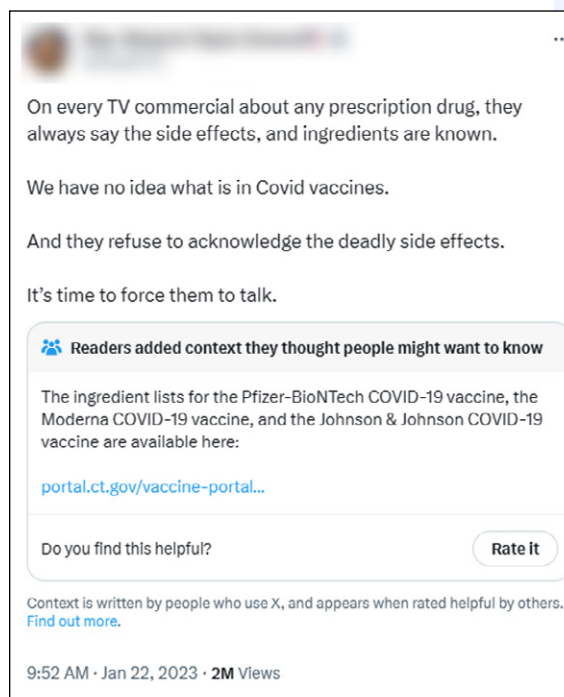 On every TV commercial about any prescription drug, they
always say the side effects, and ingredients are known.
We have no idea what is in Covid vaccines.
And they refuse to acknowledge the deadly side effects.
It’s time to force them to talk.
Readers added context they thought people might want to know
The ingredient lists for the Pfizer-BioNTech COVID-19 vaccine, the
Moderna COVID-19 vaccine, and the Johnson & Johnson COVID-19
vaccine are available here:
portal.ct.gov/vaccine-portal...
Do you find this helpful?
Rate it
Context is written by people who use X, and appears when rated helpful by others.
Find out more.
9:52 AM · Jan 22, 2023 · 2M Views